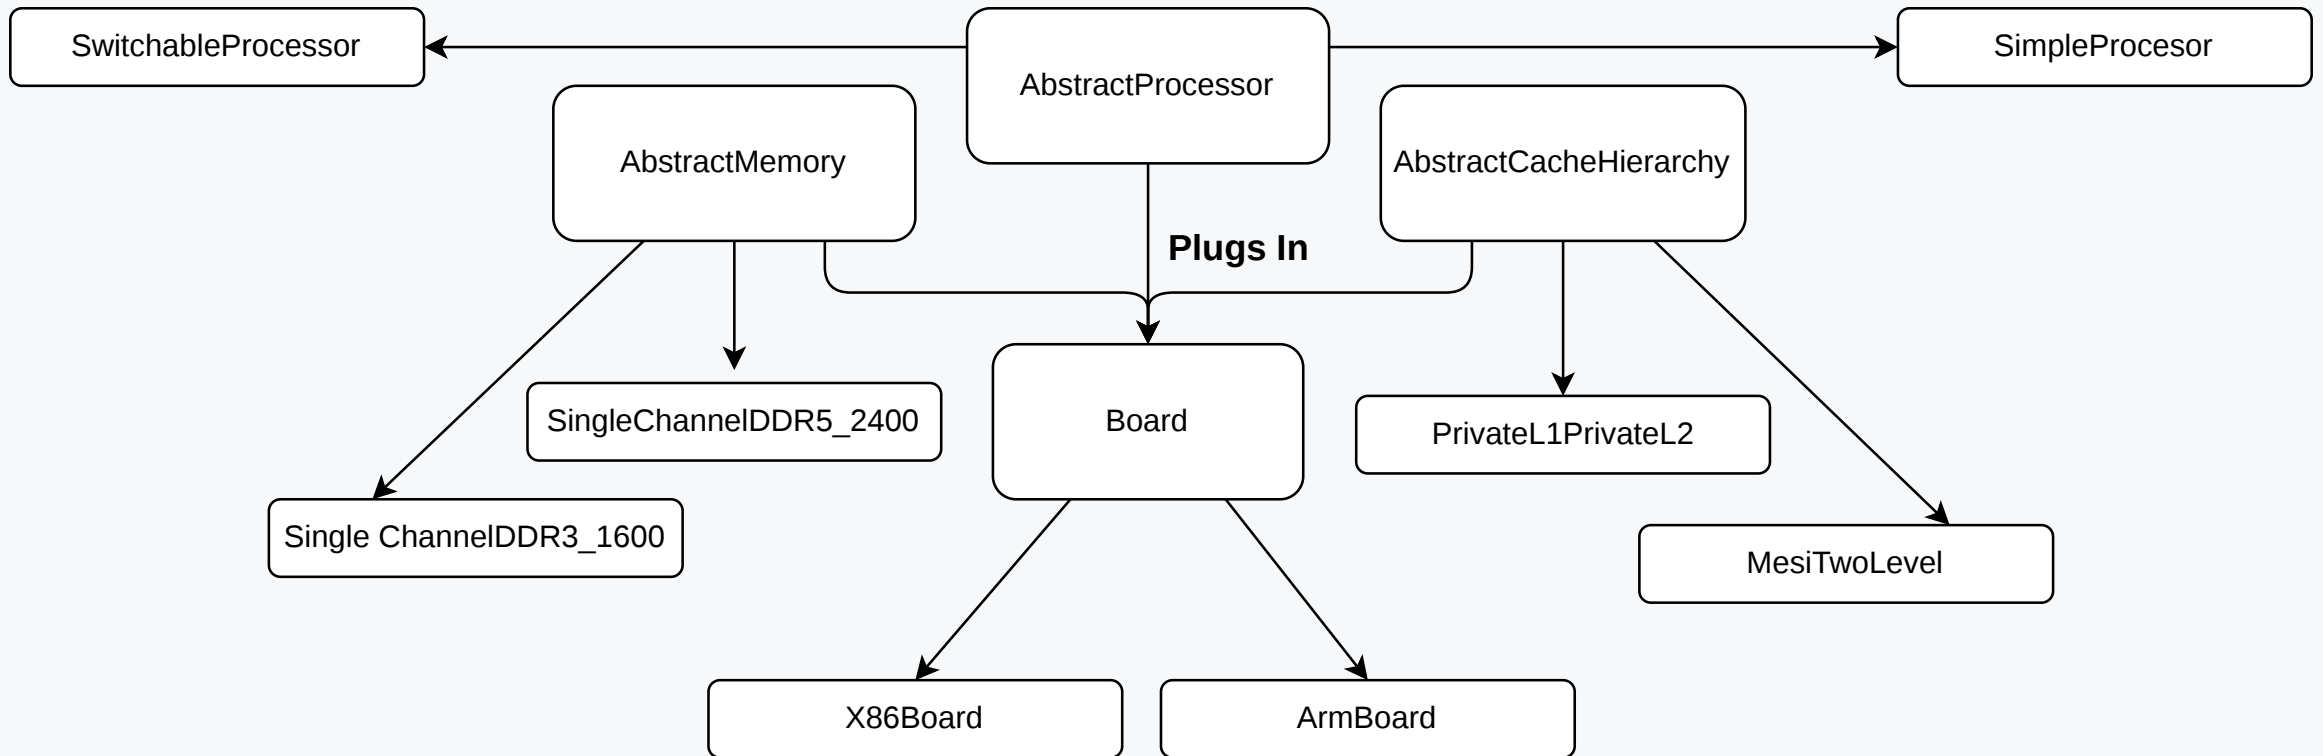 SwitchableProcessor
AbstractProcessor
SimpleProcesor
AbstractMemory
AbstractCacheHierarchy
Plugs In
SingleChannelDDR5_2400
Board
PrivateL1PrivateL2
Single ChannelDDR3_1600
MesiTwoLevel
X86Board
ArmBoard